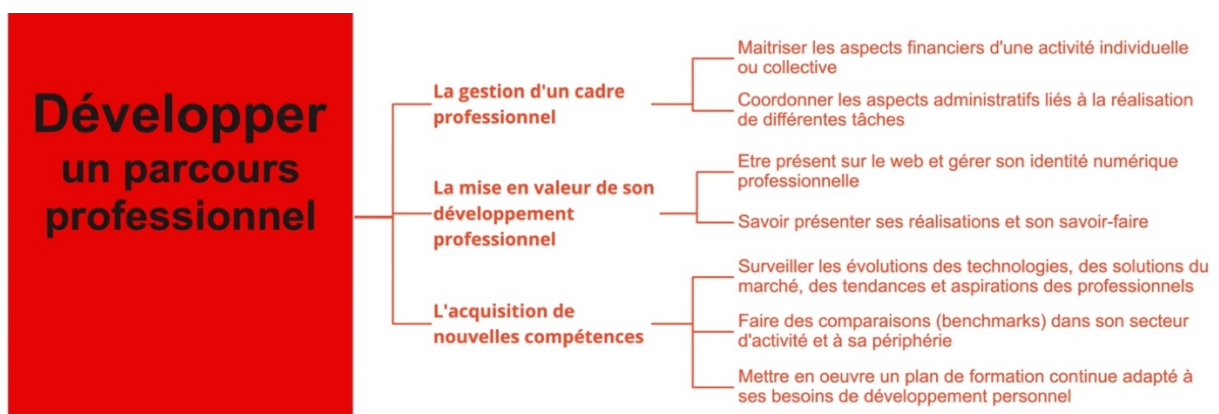 Développer
un parcours
professionnel
La gestion d'un cadre
professionnel
Maitriser les aspects financiers d'une activité individuelle
ou collective
Coordonner les aspects administratifs liés à la réalisation
de différentes tâches
La mise en valeur de son
développement
professionnel
Etre présent sur le web et gérer son identité numérique
professionnelle
Savoir présenter ses réalisations et son savoir-faire
L'acquisition de
nouvelles compétences
Surveiller les évolutions des technologies, des solutions du
marché, des tendances et aspirations des professionnels
Faire des comparaisons (benchmarks) dans son secteur
d'activité et à sa périphérie
Mettre en oeuvre un plan de formation continue adapté à
ses besoins de développement personnel